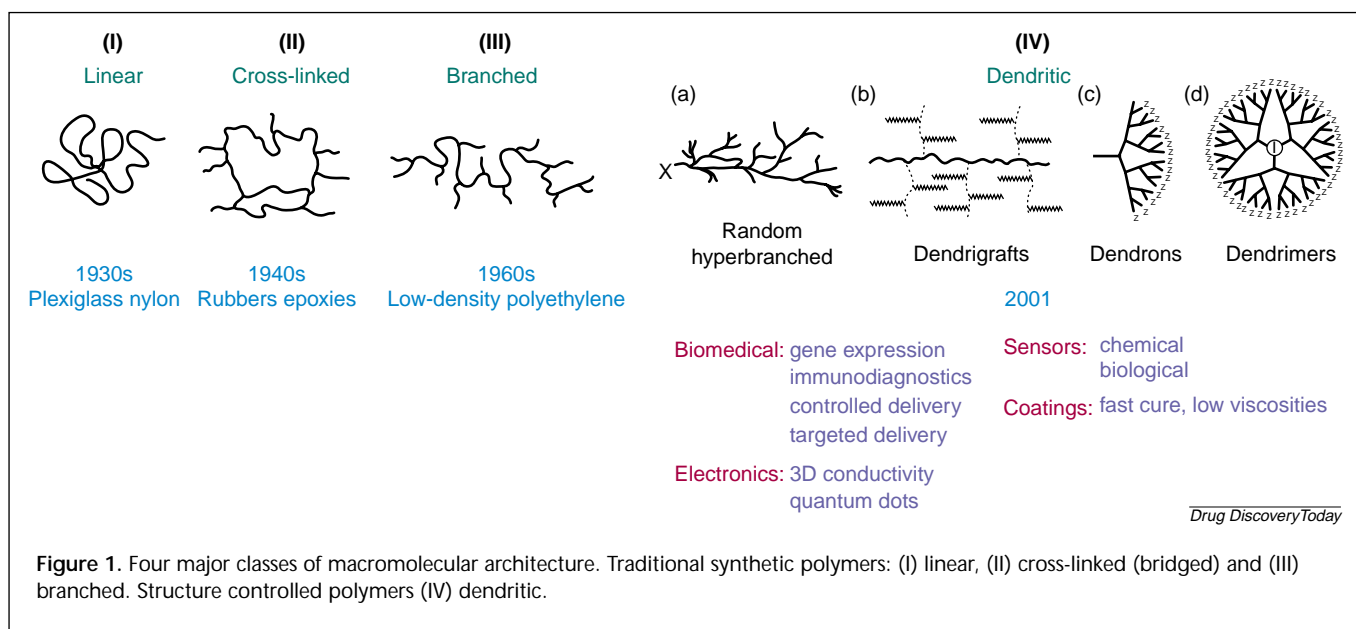 (I)
Linear
1930s
Plexiglass nylon
(II)
Cross-linked
1940s
Rubbers epoxies
(III)
Branched
1960s
Low-density polyethylene
(IV)
Dendritic
(a)
X
Random
hyperbranched
(b)
Dendrigrafts
(c)
z z z z z z z z z z z z z z z z
Dendrons
(d)
I
Dendrimers
2001
Biomedical: gene expression
immunodiagnostics
controlled delivery
targeted delivery
Electronics: 3D conductivity
quantum dots
Sensors: chemical
biological
Coatings: fast cure, low viscosities
Drug Discovery Today
Figure 1. Four major classes of macromolecular architecture. Traditional synthetic polymers: (I) linear, (II) cross-linked (bridged) and (III)
branched. Structure controlled polymers (IV) dendritic.